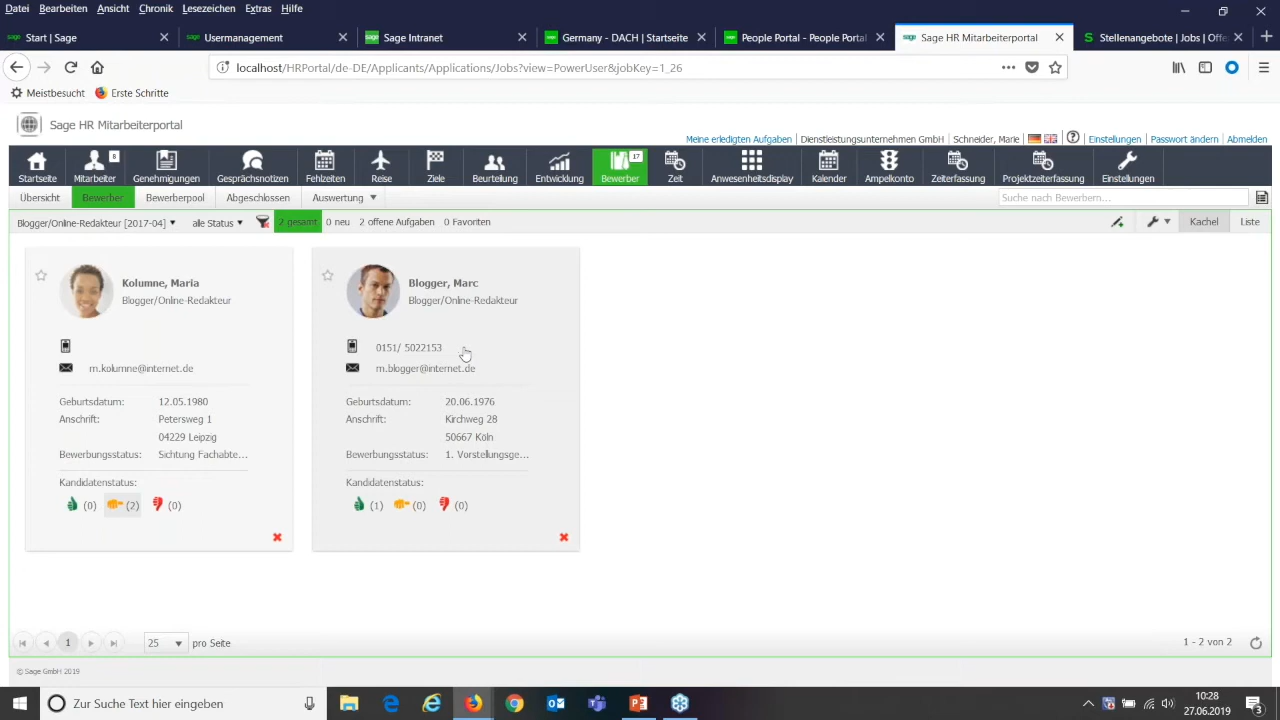 Datei Bearbeiten Ansicht Chronik Lesezeichen Extras Hilfe
Start | Sage
Usermanagement
Sage Intranet
Germany - DACH | Startseite
People Portal - People Portal
Sage HR Mitarbeiterportal
Stellenangebote | Jobs | Offe
localhost/HRPortal/de-DE/Applicants/Applications/Jobs?view=PowerUser&jobKey=1_26
Meistbesucht Erste Schritte
Sage HR Mitarbeiterportal
Meine erledigten Aufgaben | Dienstleistungsunternehmen GmbH | Schneider, Marie | Einstellungen | Passwort ändern | Abmelden
8
17
Startseite Mitarbeiter Genehmigungen Gesprächsnotizen Fehlzeiten Reise Ziele Beurteilung Entwicklung Bewerber Zeit Anwesenheitsdisplay Kalender Ampelkonto Zeiterfassung Projektzeiterfassung Einstellungen
Übersicht Bewerber Bewerberpool Abgeschlossen Auswertung
Suche nach Bewerbern...
Blogger/Online-Redakteur [2017-04] alle Status 2 gesamt 0 neu 2 offene Aufgaben 0 Favoriten
Kachel Liste
Kolumne, Maria
Blogger/Online-Redakteur
m.kolumne@internet.de
Geburtsdatum: 12.05.1980
Anschrift: Petersweg 1
04229 Leipzig
Bewerbungsstatus: Sichtung Fachabte...
Kandidatenstatus:
(0) (2) (0)
Blogger, Marc
Blogger/Online-Redakteur
0151/ 5022153
m.blogger@internet.de
Geburtsdatum: 20.06.1976
Anschrift: Kirchweg 28
50667 Köln
Bewerbungsstatus: 1. Vorstellungsge...
Kandidatenstatus:
(1) (0) (0)
1 25 pro Seite
1 - 2 von 2
© Sage GmbH 2019
Zur Suche Text hier eingeben
10:28
27.06.2019
3